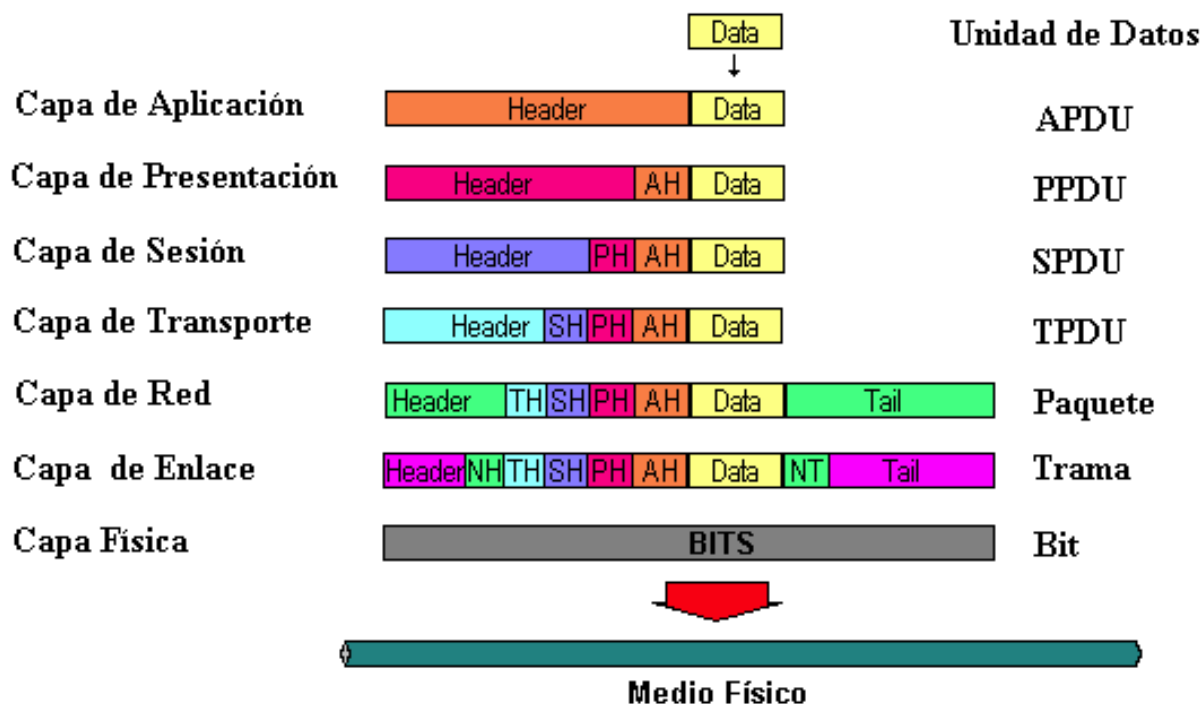 Data Unidad de Datos
Capa de Aplicación Header Data APDU
Capa de Presentación Header AH Data PPDU
Capa de Sesión Header PH AH Data SPDU
Capa de Transporte Header SH PH AH Data TPDU
Capa de Red Header TH SH PH AH Data Tail Paquete
Capa de Enlace Header NH TH SH PH AH Data NT Tail Trama
Capa Física BITS Bit
Medio Físico